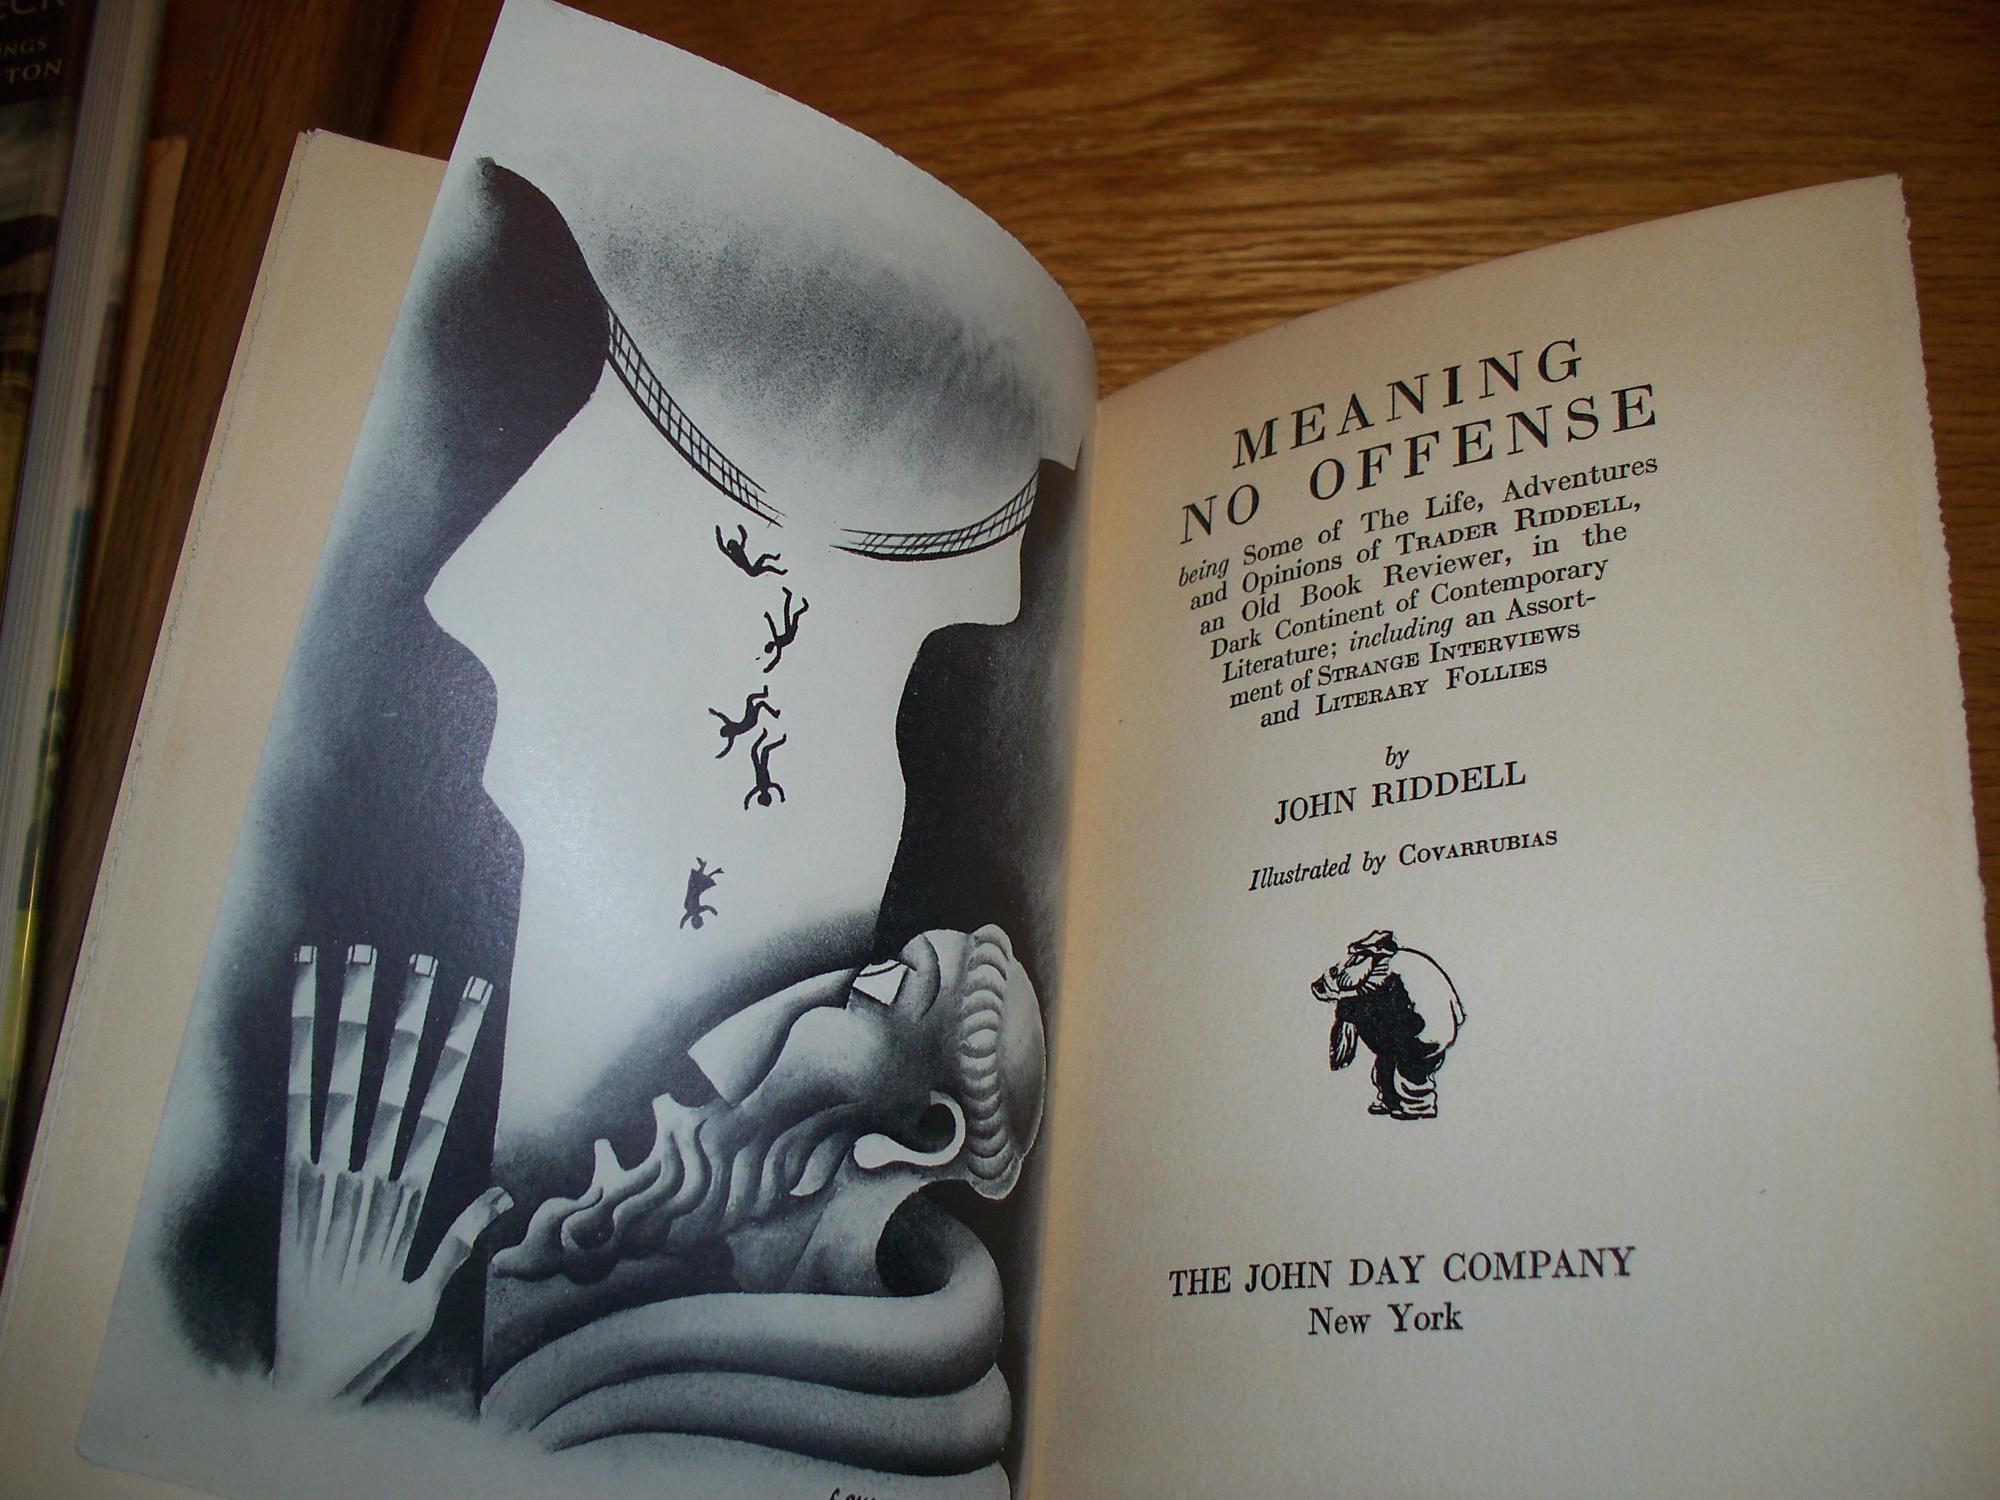 INGS
TON
MEANING
NO OFFENSE
being Some of The Life, Adventures
and Opinions of TRADER RIDDELL,
an Old Book Reviewer, in the
Dark Continent of Contemporary
Literature; including an Assort-
ment of STRANGE INTERVIEWS
and LITERARY FOLLIES
by
JOHN RIDDELL
Illustrated by COVARRUBIAS
THE JOHN DAY COMPANY
New York